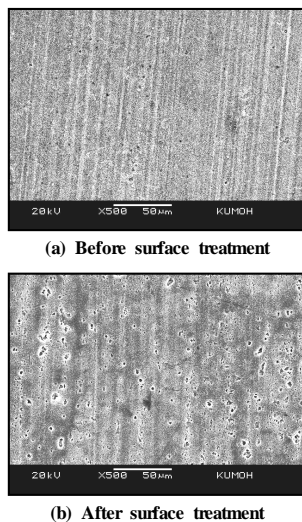 20kV X500 50μm KUMOH
(a) Before surface treatment
20kV X500 50μm KUMOH
(b) After surface treatment